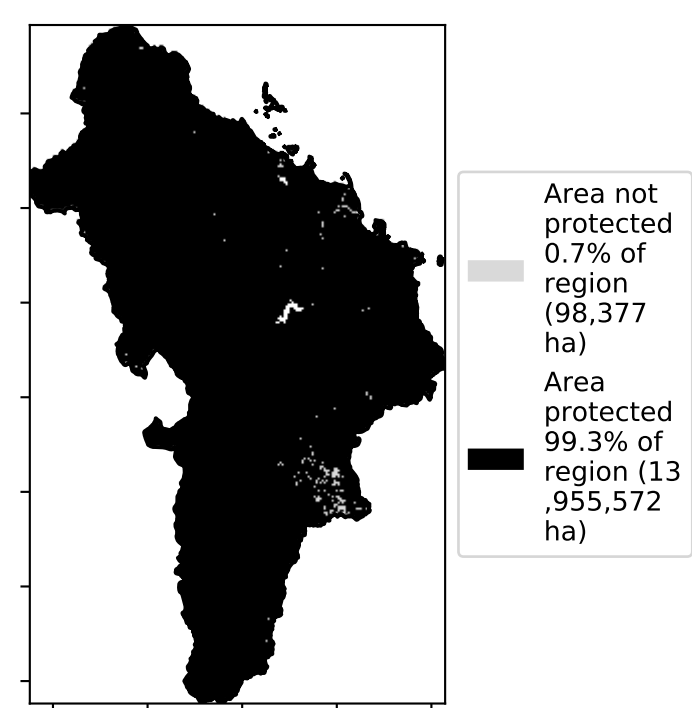 Area not
protected
0.7% of
region
(98,377
ha)
Area
protected
99.3% of
region (13
,955,572
ha)